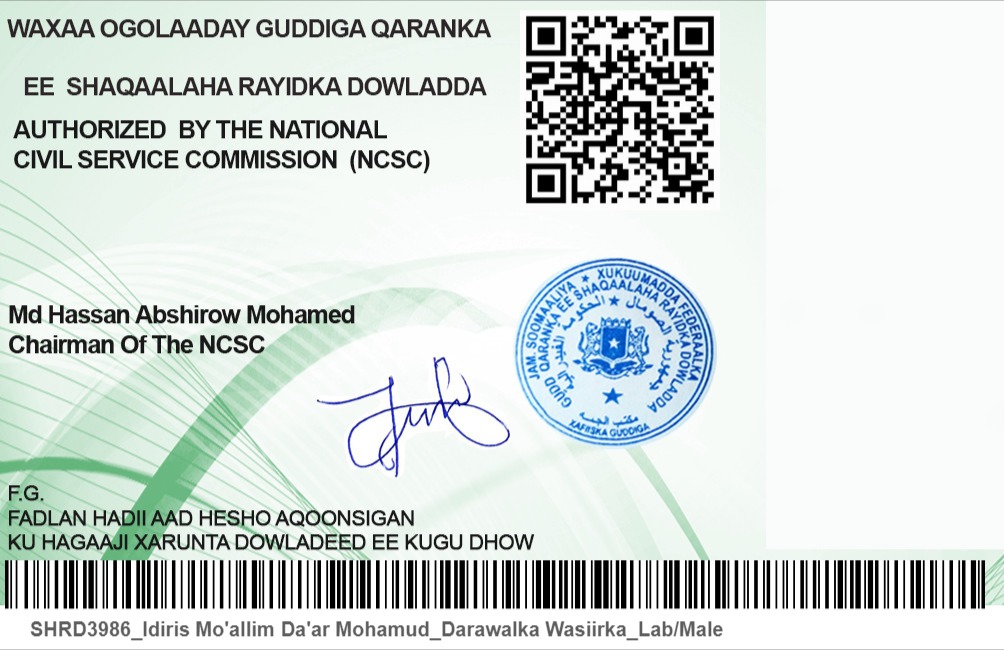 WAXAA OGOLAADAY GUDDIGA QARANKA
EE SHAQAALAHA RAYIDKA DOWLADDA
AUTHORIZED BY THE NATIONAL
CIVIL SERVICE COMMISSION (NCSC)
Md Hassan Abshirow Mohamed
Chairman Of The NCSC
JAM. SOOMAALIYA ★ XUKUUMADDA FEDERAALKA
GUDD QARANKA EE SHAQAALAHA RAYIDKA DOWLADDA
XAFIISKA GUDDIGA
F.G.
FADLAN HADII AAD HESHO AQOONSIGAN
KU HAGAAJI XARUNTA DOWLADEED EE KUGU DHOW
SHRD3986_Idiris Mo'allim Da'ar Mohamud_Darawalka Wasiirka_Lab/Male